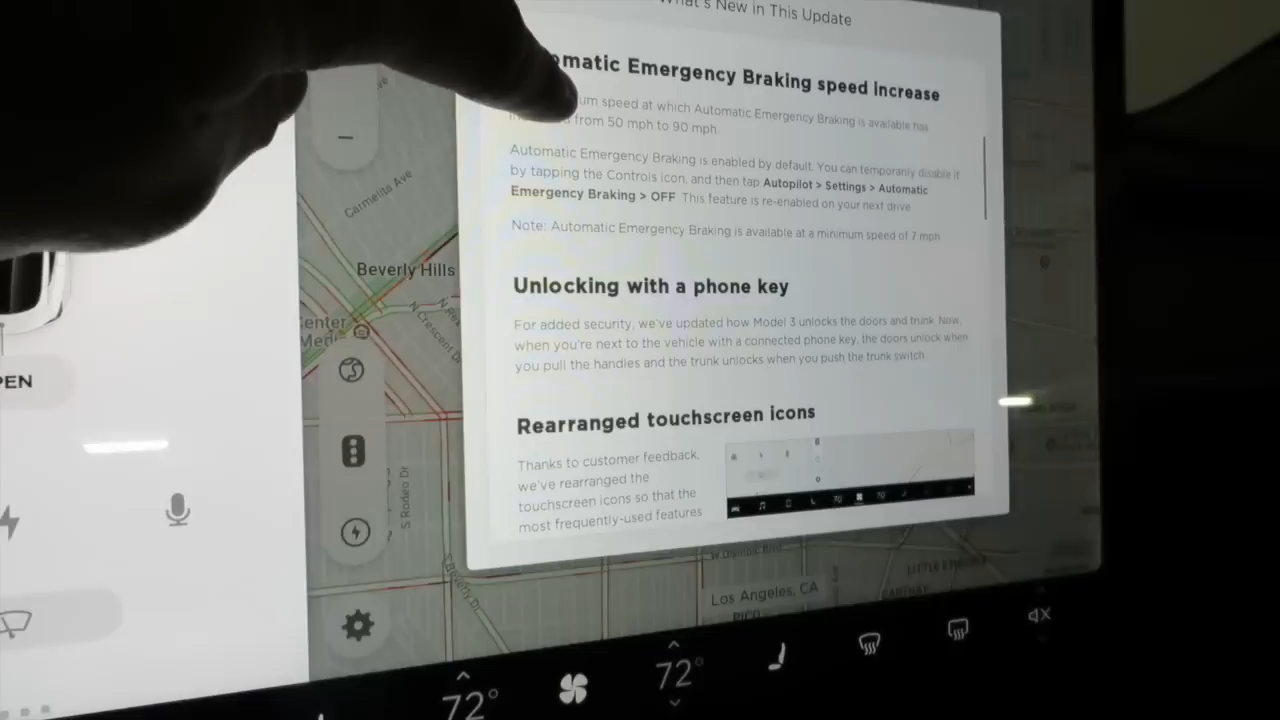 What's New in This Update
omatic Emergency Braking speed increase
um speed at which Automatic Emergency Braking is available has
from 50 mph to 90 mph
Automatic Emergency Braking is enabled by default. You can temporarily disable it
by tapping the Controls icon, and then tap Autopilot > Settings > Automatic
Emergency Braking > OFF This feature is re-enabled on your next drive
Note: Automatic Emergency Braking is available at a minimum speed of 7 mph
Unlocking with a phone key
For added security, we've updated how Model 3 unlocks the doors and trunk. Now,
when you're next to the vehicle with a connected phone key, the doors unlock when
you pull the handles and the trunk unlocks when you push the trunk switch
Rearranged touchscreen icons
Thanks to customer feedback,
we've rearranged the
touchscreen icons so that the
most frequently-used features
Carmelita Ave
Beverly Hills
N Crescent Dr
Center
S Rodeo Dr
S Beverly Dr
W Olympic Blvd
Los Angeles, CA
PICO
PEN
72°
72°